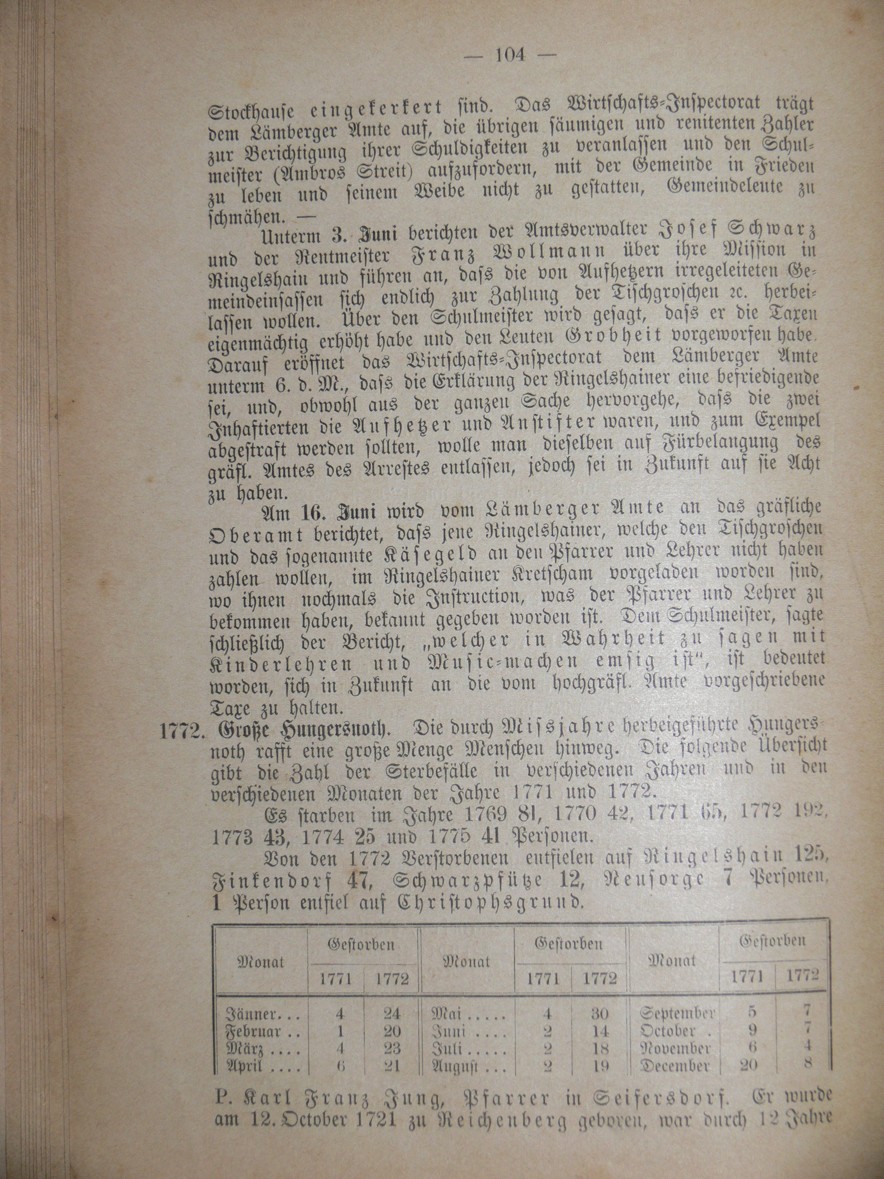 — 104 —
Stockhause eingekerkert sind. Das Wirtschafts-Inspectorat trägt
dem Lämberger Amte auf, die übrigen säumigen und renitenten Zahler
zur Berichtigung ihrer Schuldigkeiten zu veranlassen und den Schul-
meister (Ambros Streit) aufzufordern, mit der Gemeinde in Frieden
zu leben und seinem Weibe nicht zu gestatten, Gemeindeleute zu
schmähen. —
Unterm 3. Juni berichten der Amtsverwalter Josef Schwarz
und der Rentmeister Franz Wollmann über ihre Mission in
Ringelshain und führen an, dass die von Aufhetzern irregeleiteten Ge-
meindeinsassen sich endlich zur Zahlung der Tischgroschen ꝛc. herbei-
lassen wollen. Über den Schulmeister wird gesagt, dass er die Taxen
eigenmächtig erhöht habe und den Leuten Grobheit vorgeworfen habe.
Darauf eröffnet das Wirtschafts-Inspectorat dem Lämberger Amte
unterm 6. d. M., dass die Erklärung der Ringelshainer eine befriedigende
sei, und, obwohl aus der ganzen Sache hervorgehe, dass die zwei
Inhaftierten die Aufhetzer und Anstifter waren, und zum Exempel
abgestraft werden sollten, wolle man dieselben auf Fürbelangung des
gräfl. Amtes des Arrestes entlassen, jedoch sei in Zukunft auf sie Acht
zu haben.
Am 16. Juni wird vom Lämberger Amte an das gräfliche
Oberamt berichtet, dass jene Ringelshainer, welche den Tischgroschen
und das sogenannte Käsegeld an den Pfarrer und Lehrer nicht haben
zahlen wollen, im Ringelshainer Kretscham vorgeladen worden sind,
wo ihnen nochmals die Instruction, was der Pfarrer und Lehrer zu
bekommen haben, bekannt gegeben worden ist. Dem Schulmeister, sagte
schließlich der Bericht, „welcher in Wahrheit zu sagen mit
Kinderlehren und Music-machen emsig ist“, ist bedeutet
worden, sich in Zukunft an die vom hochgräfl. Amte vorgeschriebene
Taxe zu halten.
1772. Große Hungersnoth. Die durch Missjahre herbeigeführte Hungers-
noth rafft eine große Menge Menschen hinweg. Die folgende Übersicht
gibt die Zahl der Sterbefälle in verschiedenen Jahren und in den
verschiedenen Monaten der Jahre 1771 und 1772.
Es starben im Jahre 1769 81, 1770 42, 1771 65, 1772 192,
1773 43, 1774 25 und 1775 41 Personen.
Von den 1772 Verstorbenen entfielen auf Ringelshain 125,
Finkendorf 47, Schwarzpfütze 12, Neusorge 7 Personen,
1 Person entfiel auf Christophsgrund.
Monat Gestorben Monat Gestorben Monat Gestorben
1771 1772 1771 1772 1771 1772
Jänner... 4 24 Mai ..... 4 30 September 5 7
Februar .. 1 20 Juni .... 2 14 October . 9 7
März .... 4 23 Juli ..... 2 18 November 6 4
April .... 6 21 August ... 2 19 December 20 8
P. Karl Franz Jung, Pfarrer in Seifersdorf. Er wurde
am 12. October 1721 zu Reichenberg geboren, war durch 12 Jahre